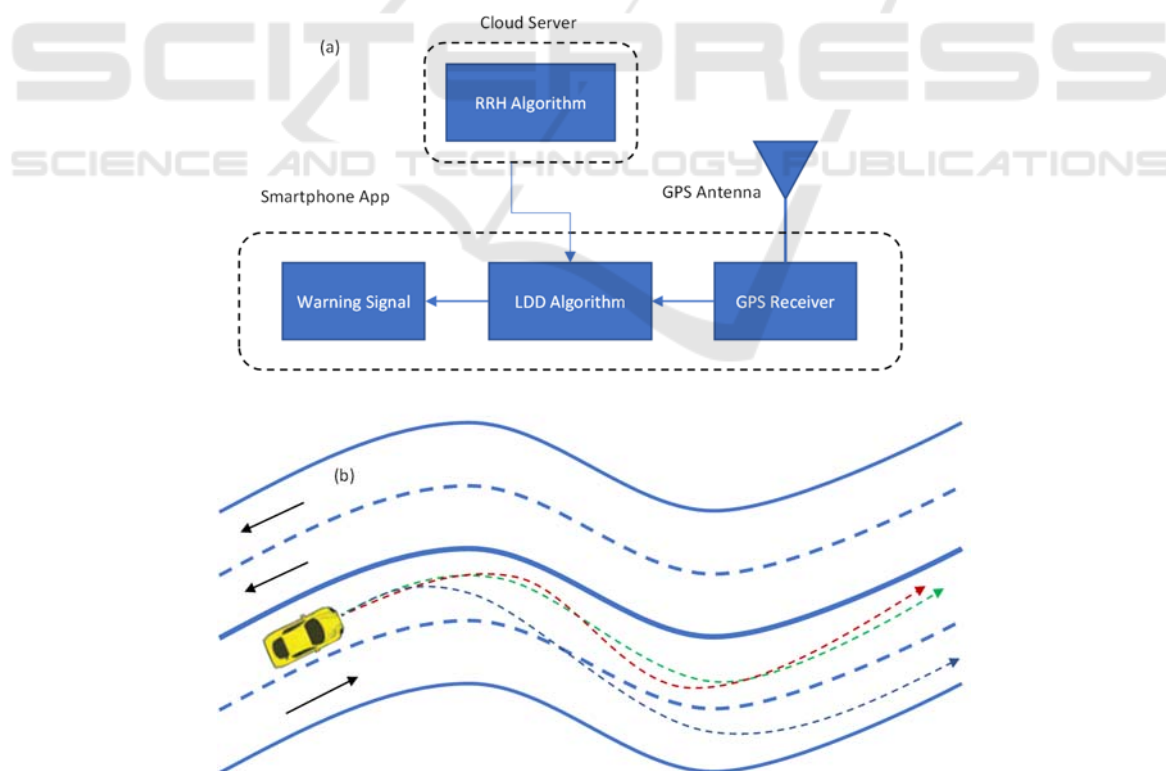 SCITEPRESS
SCIENCE AND TECHNOLOGY PUBLICATIONS
Cloud Server
(a)
RRH Algorithm
Smartphone App
GPS Antenna
Warning Signal
LDD Algorithm
GPS Receiver
(b)